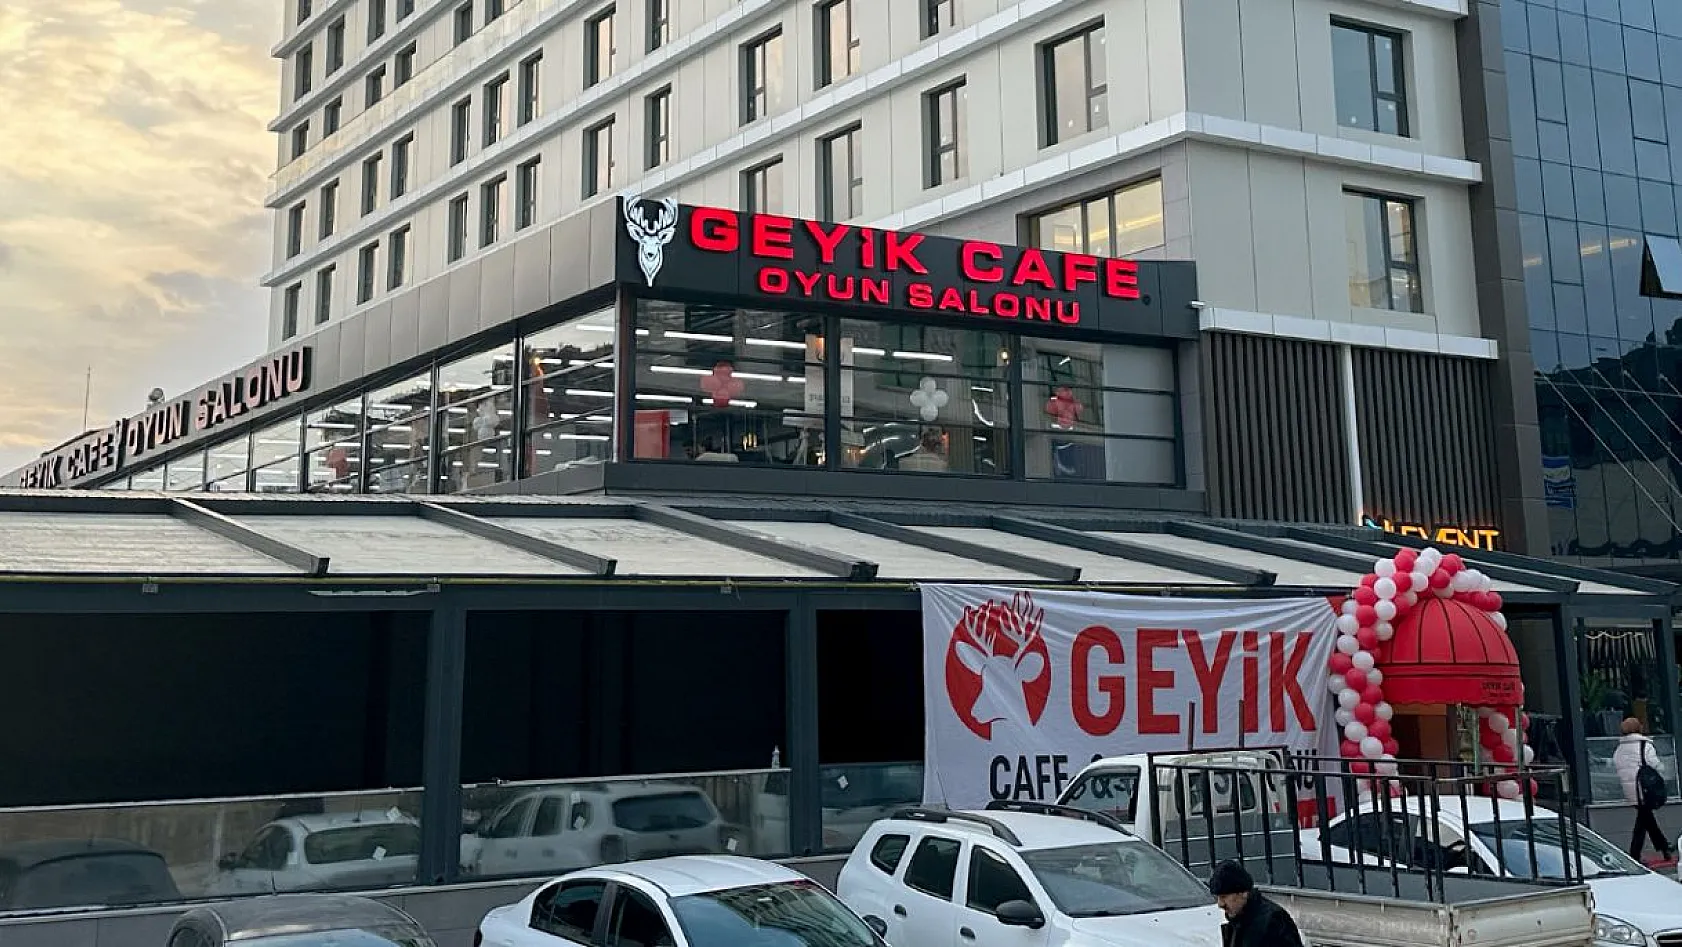 GEYİK CAFE
OYUN SALONU
GEYİK CAFE / OYUN SALONU
LEVENT
GEYİK
CAFE &